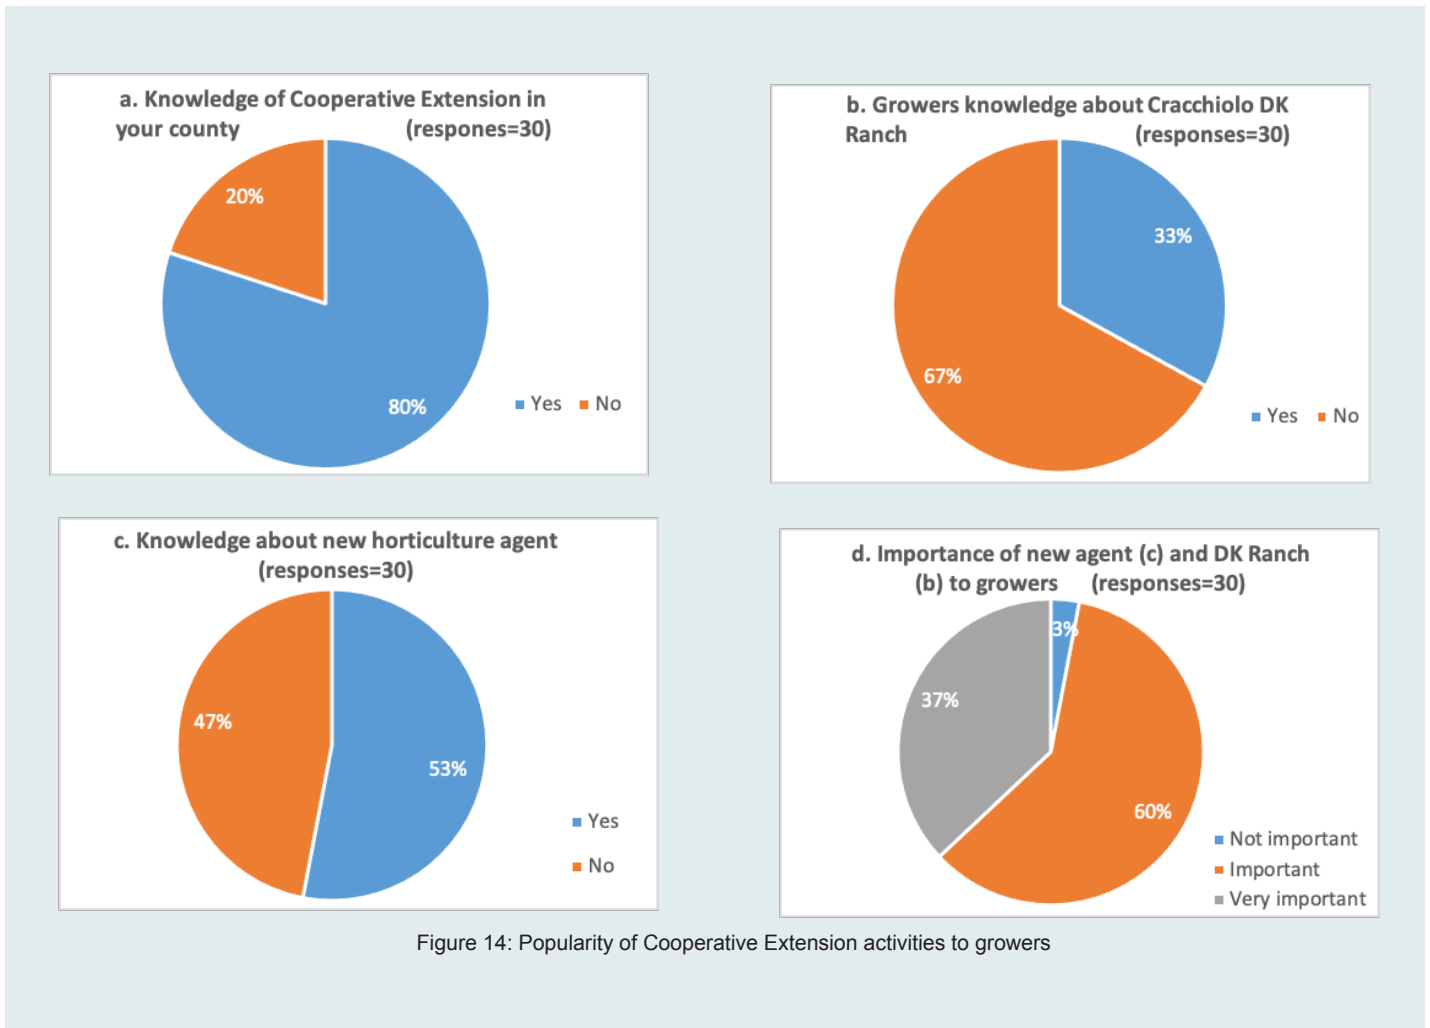 a. Knowledge of Cooperative Extension in
your county (respones=30)
20%
80%
Yes No
b. Growers knowledge about Cracchiolo DK
Ranch (responses=30)
33%
67%
Yes No
c. Knowledge about new horticulture agent
(responses=30)
47%
53%
Yes
No
d. Importance of new agent (c) and DK Ranch
(b) to growers (responses=30)
3%
37%
60%
Not important
Important
Very important
Figure 14: Popularity of Cooperative Extension activities to growers